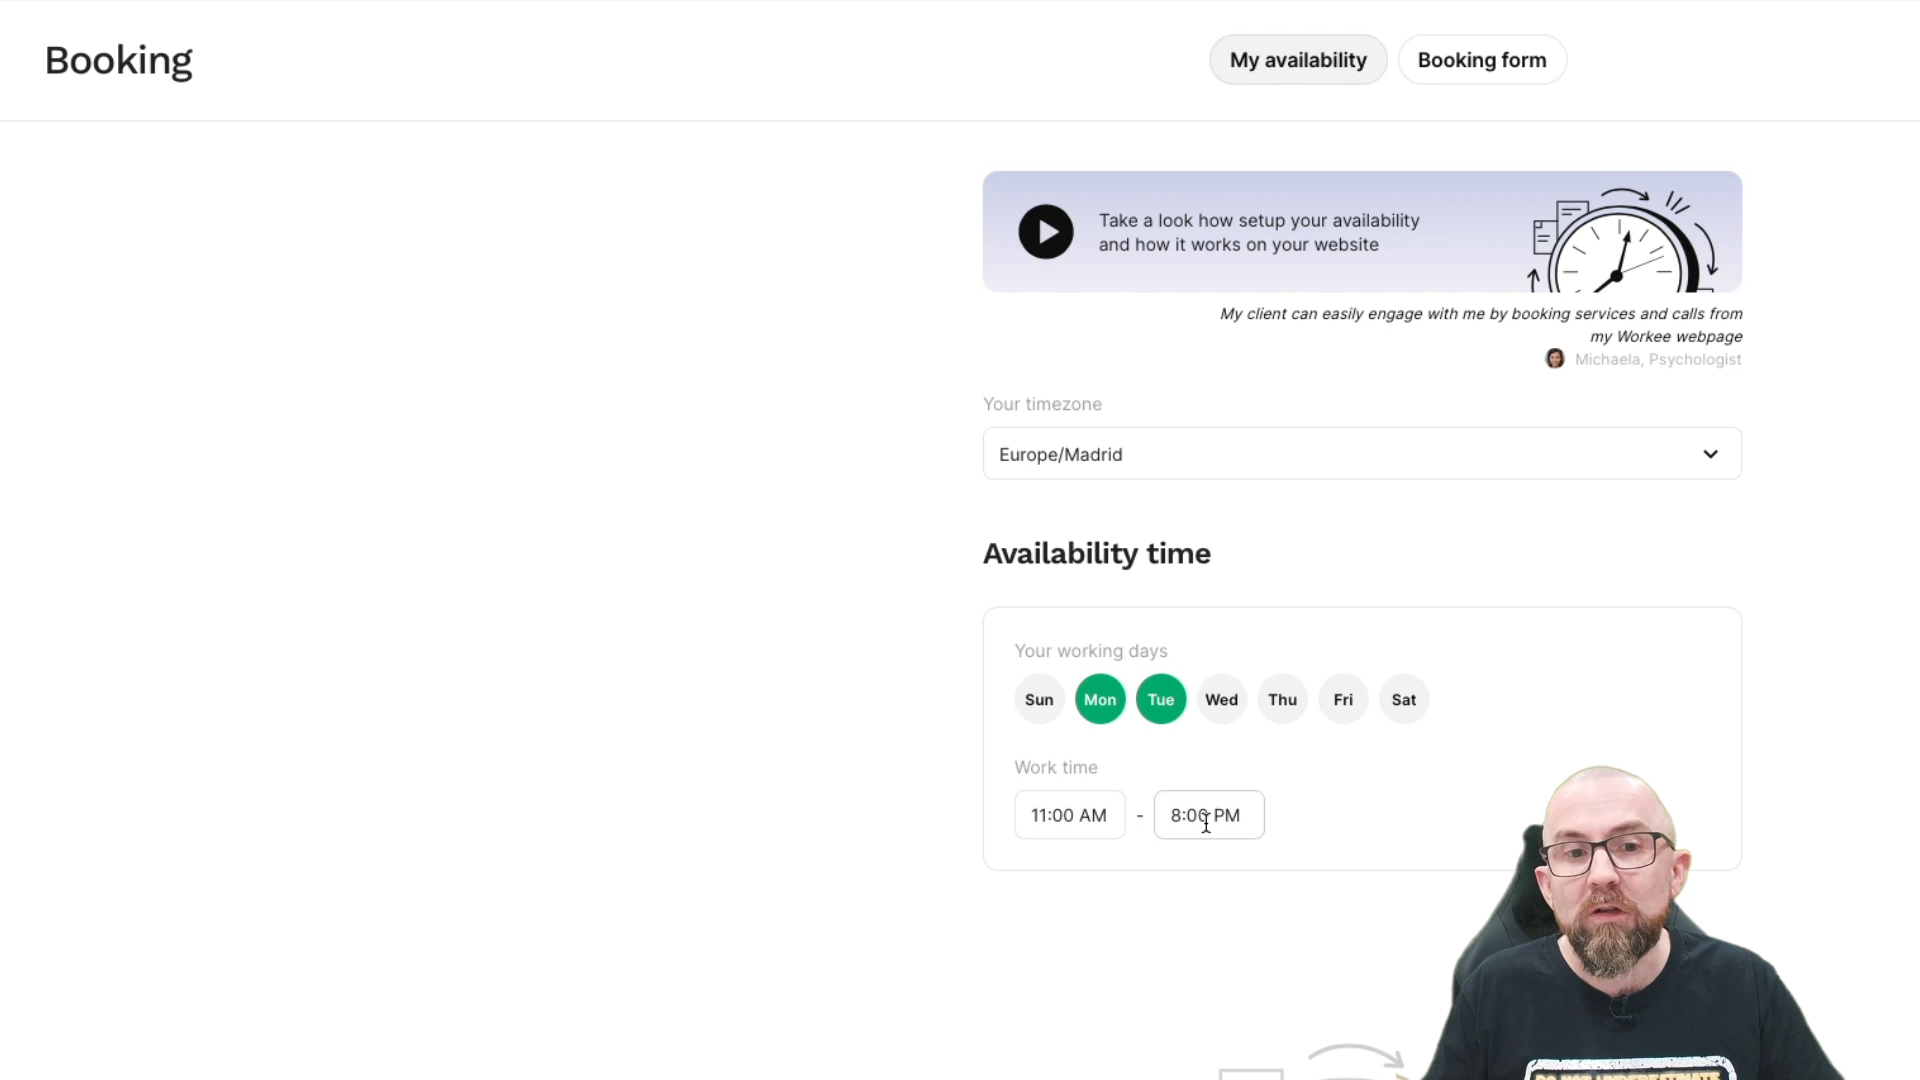 Booking
My availability
Booking form
Take a look how setup your availability
and how it works on your website
My client can easily engage with me by booking services and calls from
my Workee webpage
Michaela, Psychologist
Your timezone
Europe/Madrid
Availability time
Your working days
Sun Mon Tue Wed Thu Fri Sat
Work time
11:00 AM - 8:00 PM